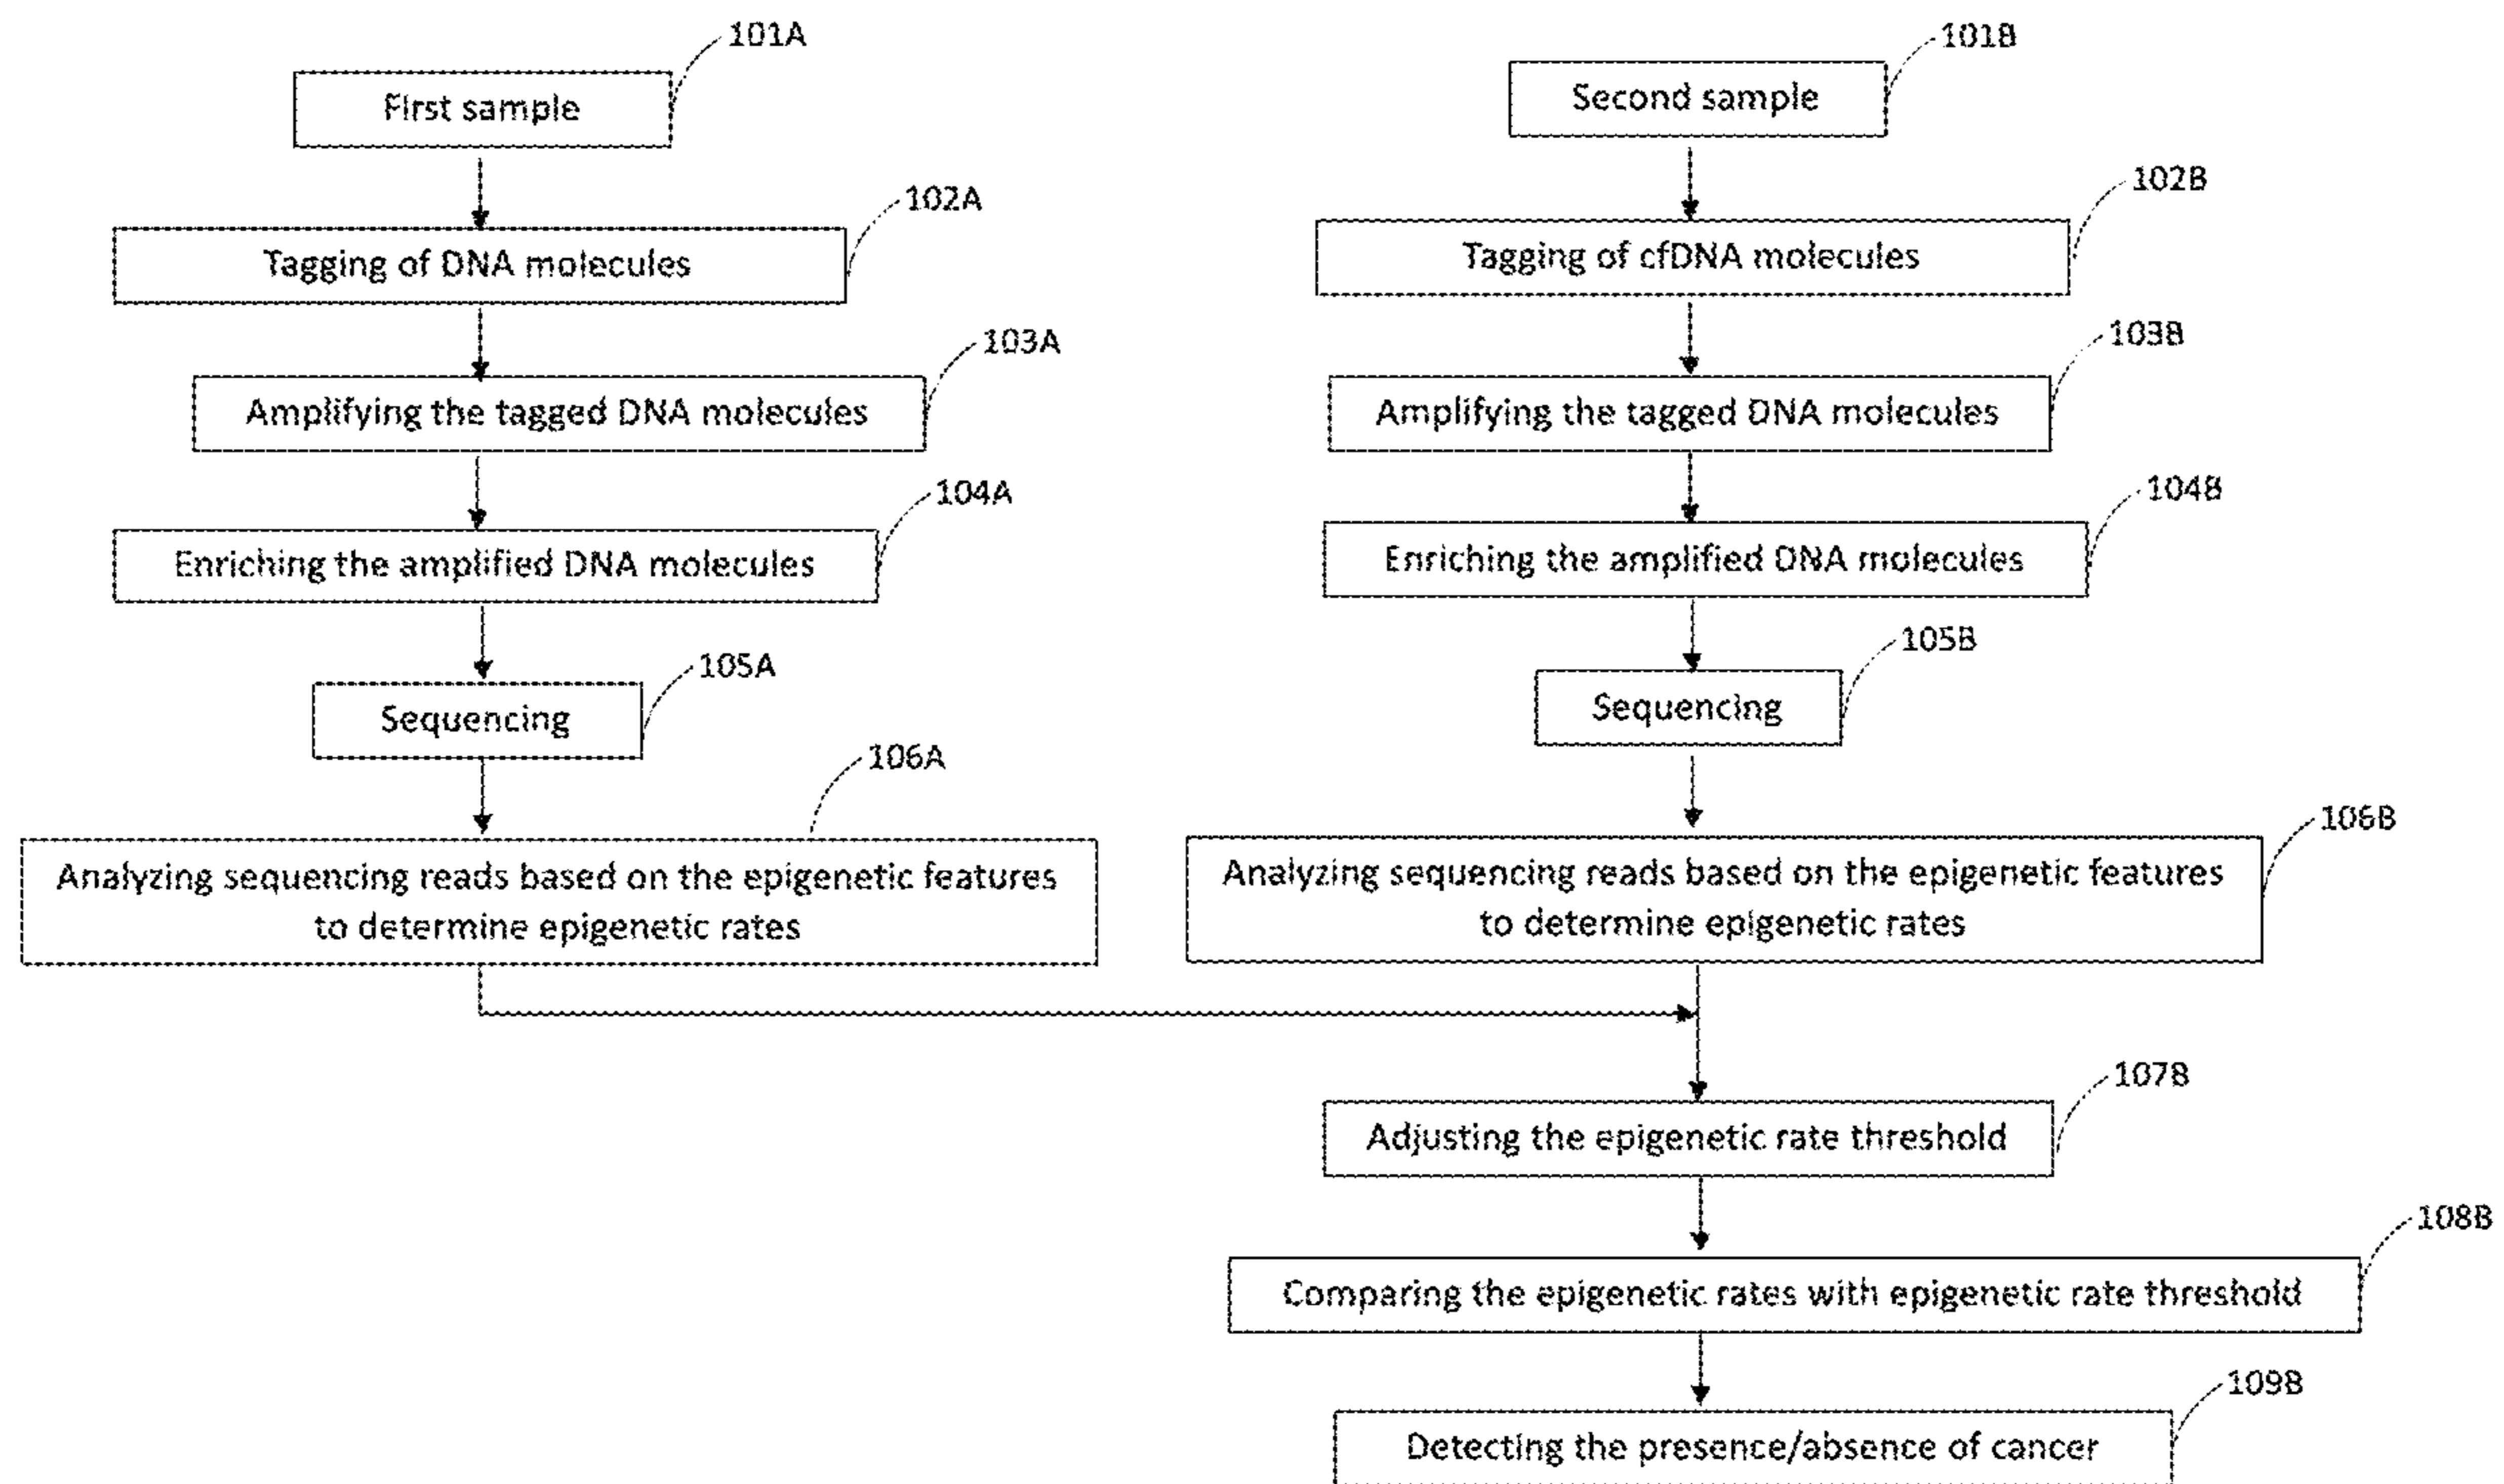 101A
First sample
102A
Tagging of DNA molecules
103A
Amplifying the tagged DNA molecules
104A
Enriching the amplified DNA molecules
105A
Sequencing
106A
Analyzing sequencing reads based on the epigenetic features
to determine epigenetic rates
101B
Second sample
102B
Tagging of cfDNA molecules
103B
Amplifying the tagged DNA molecules
104B
Enriching the amplified DNA molecules
105B
Sequencing
106B
Analyzing sequencing reads based on the epigenetic features
to determine epigenetic rates
107B
Adjusting the epigenetic rate threshold
108B
Comparing the epigenetic rates with epigenetic rate threshold
109B
Detecting the presence/absence of cancer